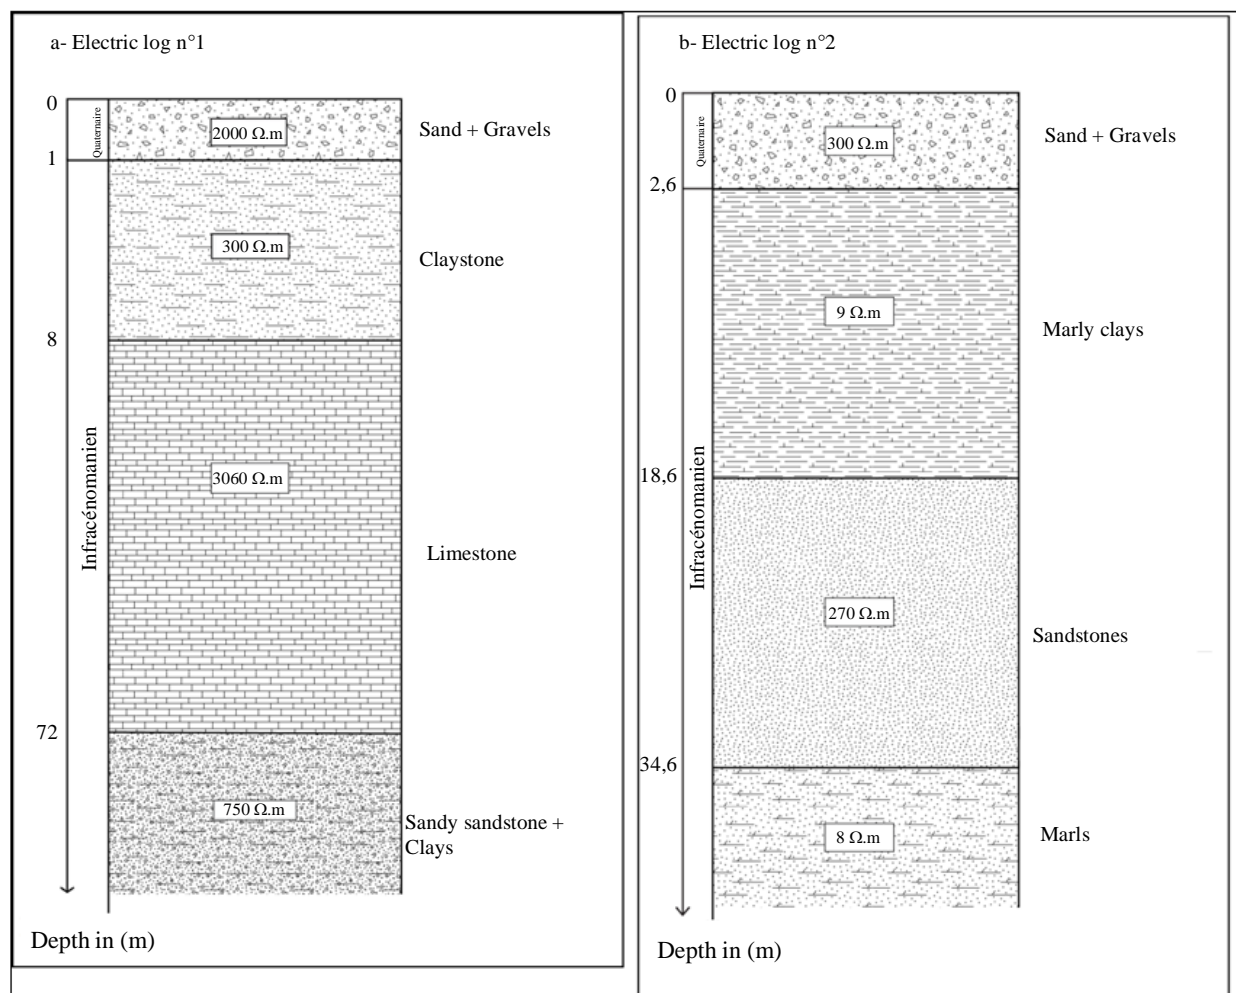 a- Electric log n°1
0
Quaternaire
2000 Ω.m
Sand + Gravels
1
300 Ω.m
Claystone
8
Infracénomanien
3060 Ω.m
Limestone
72
750 Ω.m
Sandy sandstone +
Clays
Depth in (m)
b- Electric log n°2
0
Quaternaire
300 Ω.m
Sand + Gravels
2,6
9 Ω.m
Marly clays
18,6
Infracénomanien
270 Ω.m
Sandstones
34,6
8 Ω.m
Marls
Depth in (m)